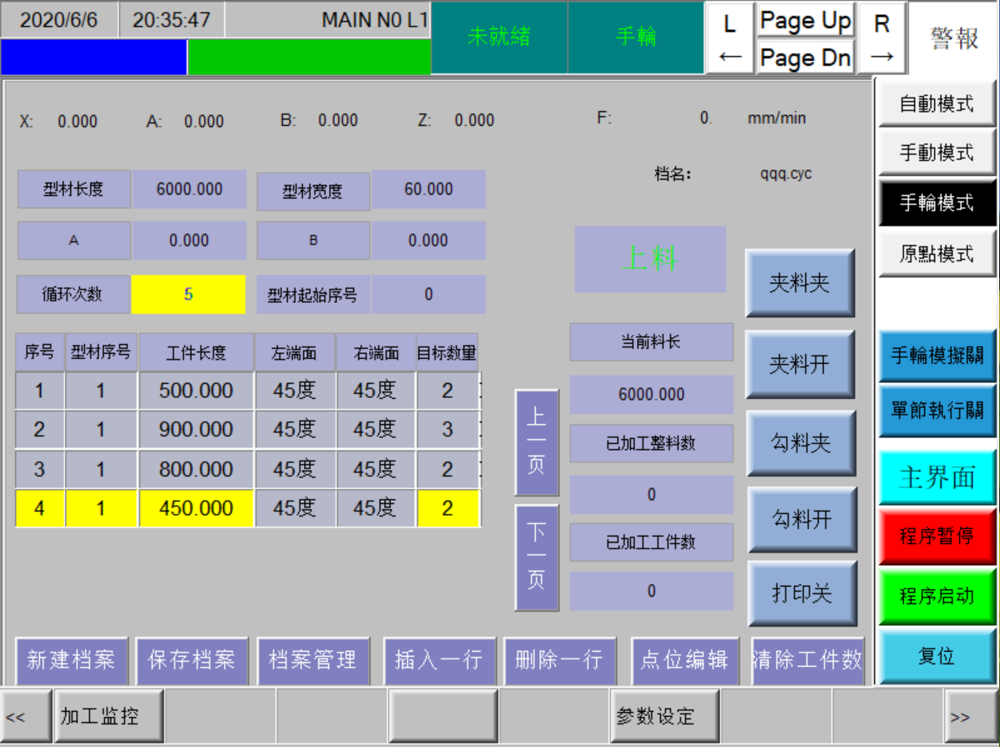 2020/6/6 20:35:47 MAIN N0 L1 未就緒 手輪 L Page Up R 警報
← Page Dn →
X: 0.000 A: 0.000 B: 0.000 Z: 0.000 F: 0. mm/min
自動模式
手動模式
手輪模式
原點模式
档名: qqq.cyc
型材长度 6000.000 型材宽度 60.000
A 0.000 B 0.000
循环次数 5 型材起始序号 0
上料
序号 型材序号 工件长度 左端面 右端面 目标数量
1 1 500.000 45度 45度 2
2 1 900.000 45度 45度 3
3 1 800.000 45度 45度 2
4 1 450.000 45度 45度 2
上一页
下一页
当前料长
6000.000
已加工整料数
0
已加工工件数
0
夹料夹
夹料开
勾料夹
勾料开
打印关
手輪模擬關
單節執行關
主界面
程序暂停
程序启动
复位
新建档案 保存档案 档案管理 插入一行 删除一行 点位编辑 清除工件数
<< 加工监控 参数设定 >>